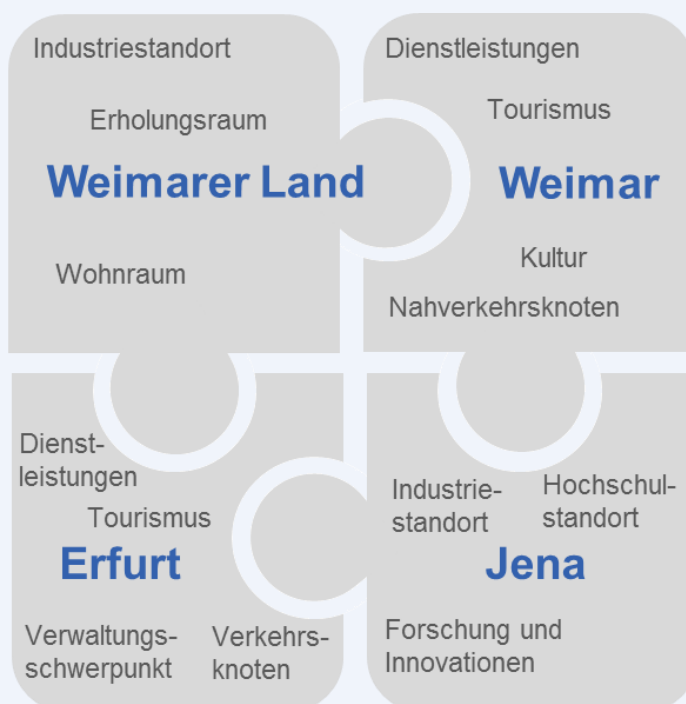 Industriestandort
Erholungsraum
Weimarer Land
Wohnraum
Dienstleistungen
Tourismus
Weimar
Kultur
Nahverkehrsknoten
Dienst-
leistungen
Tourismus
Erfurt
Verwaltungs-
schwerpunkt
Verkehrs-
knoten
Industrie-
standort
Hochschul-
standort
Jena
Forschung und
Innovationen